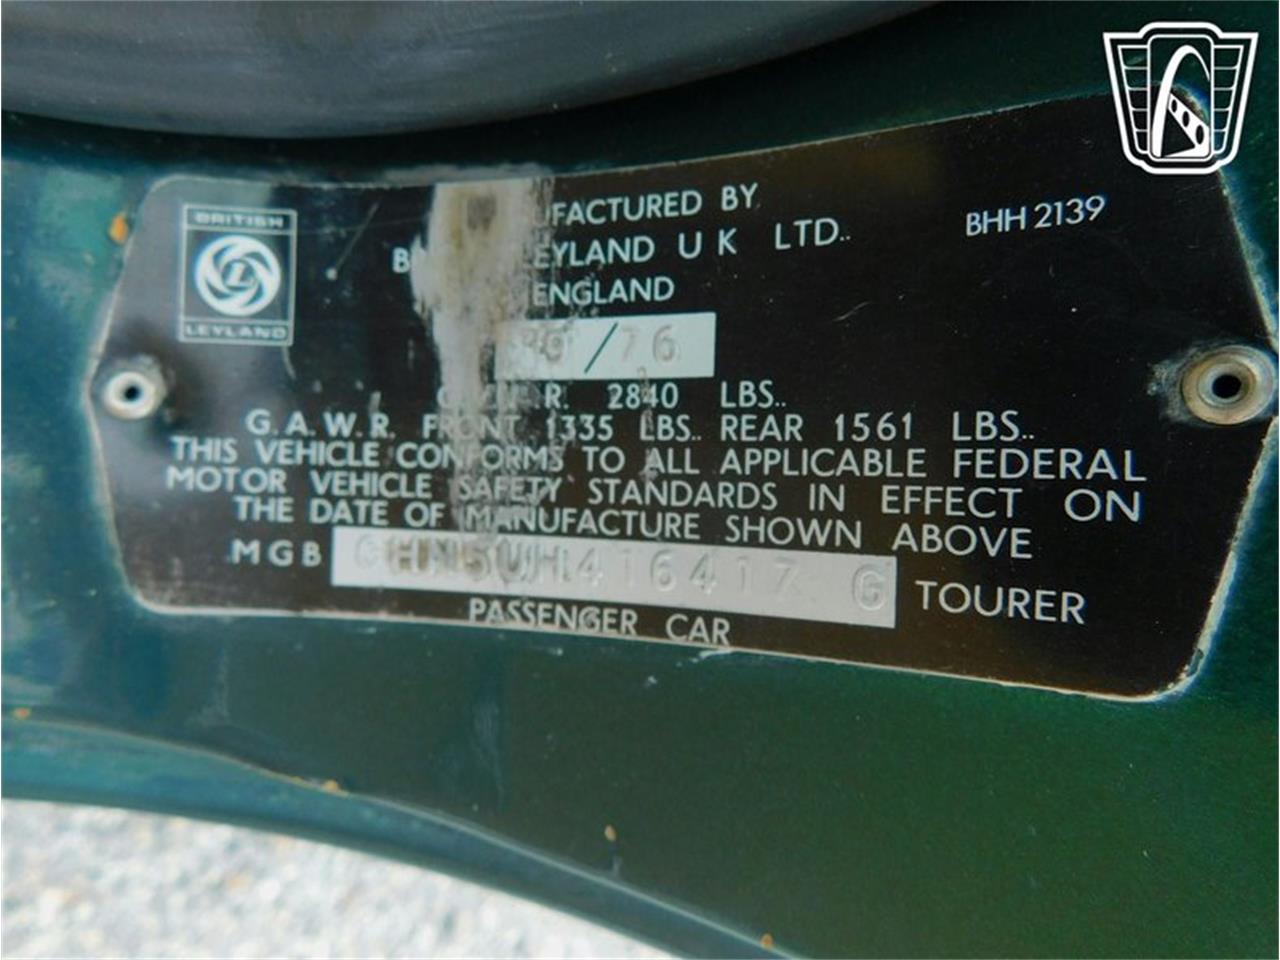 BRITISH
LEYLAND
UFACTURED BY
EYLAND U K LTD..
ENGLAND
BHH 2139
/76
R. 2840 LBS..
G.A.W.R. FRONT 1335 LBS.. REAR 1561 LBS..
THIS VEHICLE CONFORMS TO ALL APPLICABLE FEDERAL
MOTOR VEHICLE SAFETY STANDARDS IN EFFECT ON
THE DATE OF MANUFACTURE SHOWN ABOVE
MGB GHN5UH416417 G TOURER
PASSENGER CAR